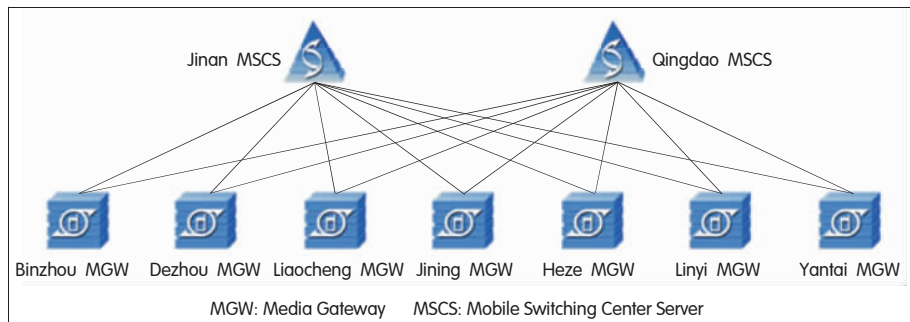 Jinan MSCS
Qingdao MSCS
Binzhou MGW
Dezhou MGW
Liaocheng MGW
Jining MGW
Heze MGW
Linyi MGW
Yantai MGW
MGW: Media Gateway MSCS: Mobile Switching Center Server